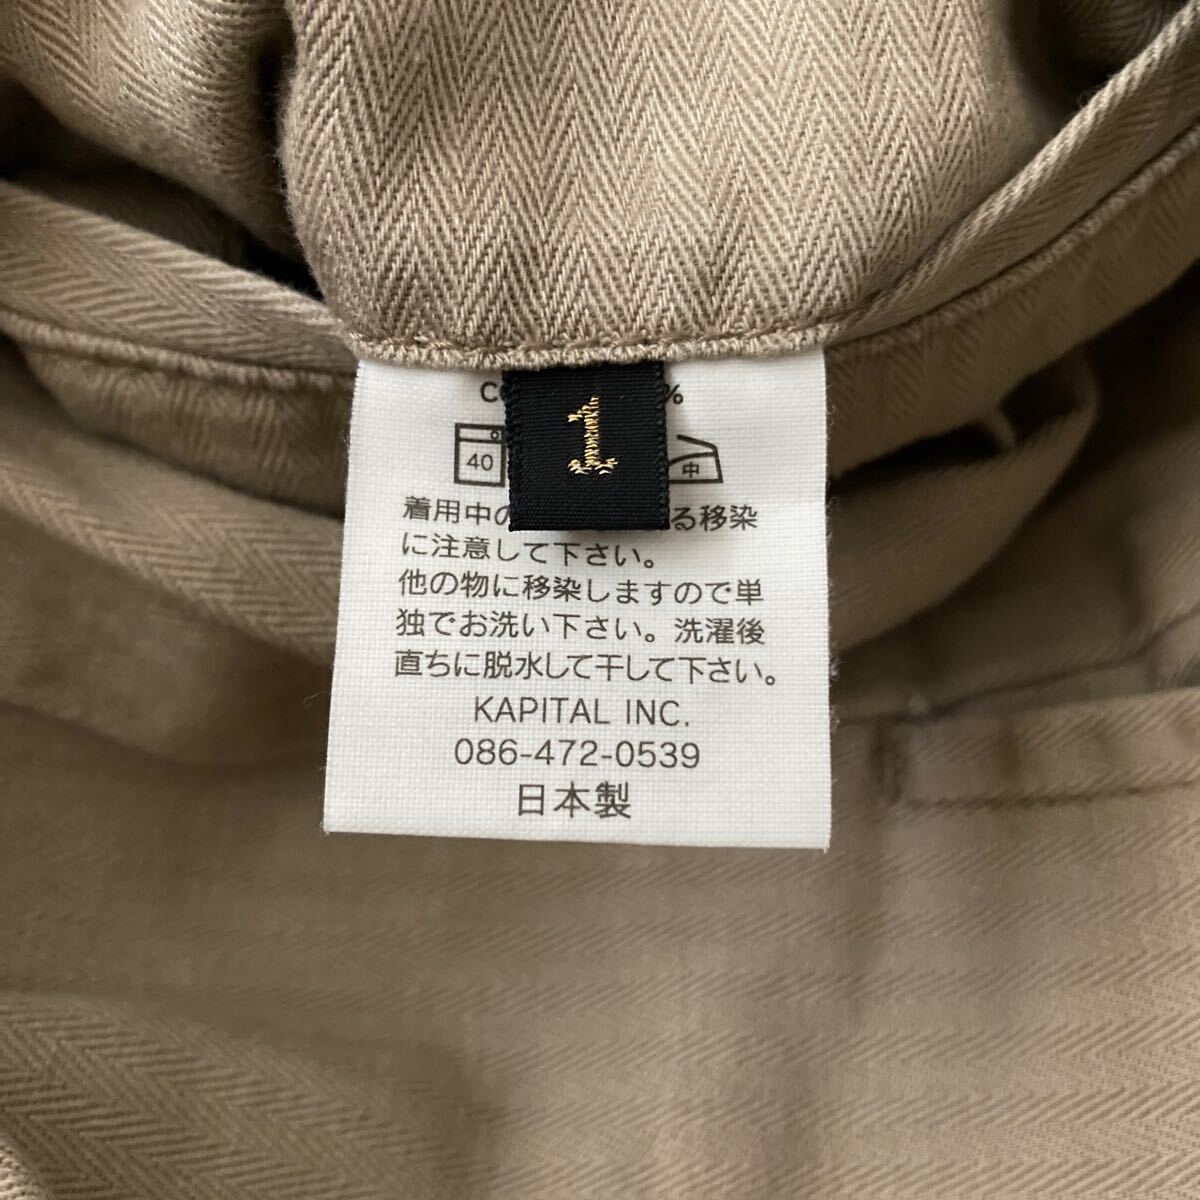 %
1
40
中
着用中の る移染
に注意して下さい。
他の物に移染しますので単
独でお洗い下さい。洗濯後
直ちに脱水して干して下さい。
KAPITAL INC.
086-472-0539
日本製